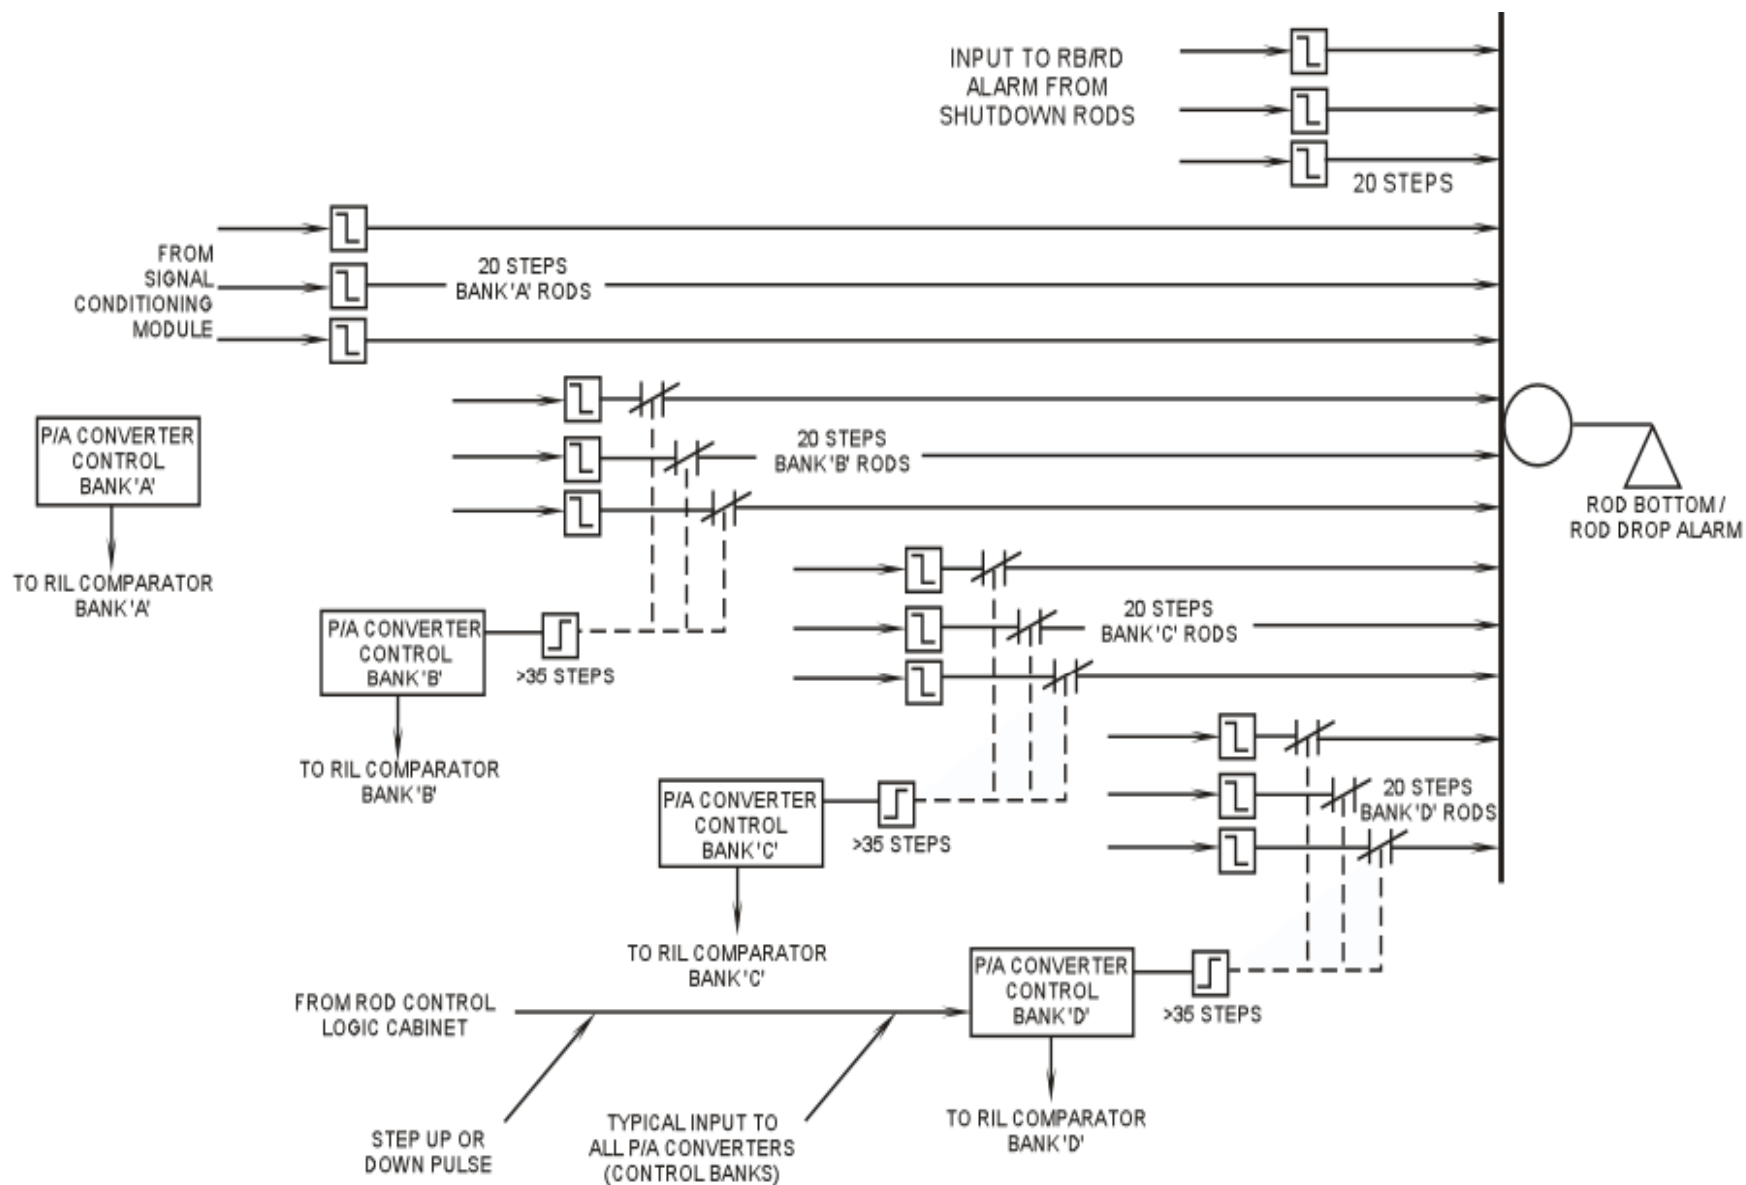 INPUT TO RB/RD
ALARM FROM
SHUTDOWN RODS
20 STEPS
FROM
SIGNAL
CONDITIONING
MODULE
20 STEPS
BANK 'A' RODS
P/A CONVERTER
CONTROL
BANK 'A'
TO RIL COMPARATOR
BANK 'A'
20 STEPS
BANK 'B' RODS
ROD BOTTOM /
ROD DROP ALARM
P/A CONVERTER
CONTROL
BANK 'B'
>35 STEPS
TO RIL COMPARATOR
BANK 'B'
20 STEPS
BANK 'C' RODS
P/A CONVERTER
CONTROL
BANK 'C'
>35 STEPS
TO RIL COMPARATOR
BANK 'C'
20 STEPS
BANK 'D' RODS
P/A CONVERTER
CONTROL
BANK 'D'
>35 STEPS
FROM ROD CONTROL
LOGIC CABINET
STEP UP OR
DOWN PULSE
TYPICAL INPUT TO
ALL P/A CONVERTERS
(CONTROL BANKS)
TO RIL COMPARATOR
BANK 'D'